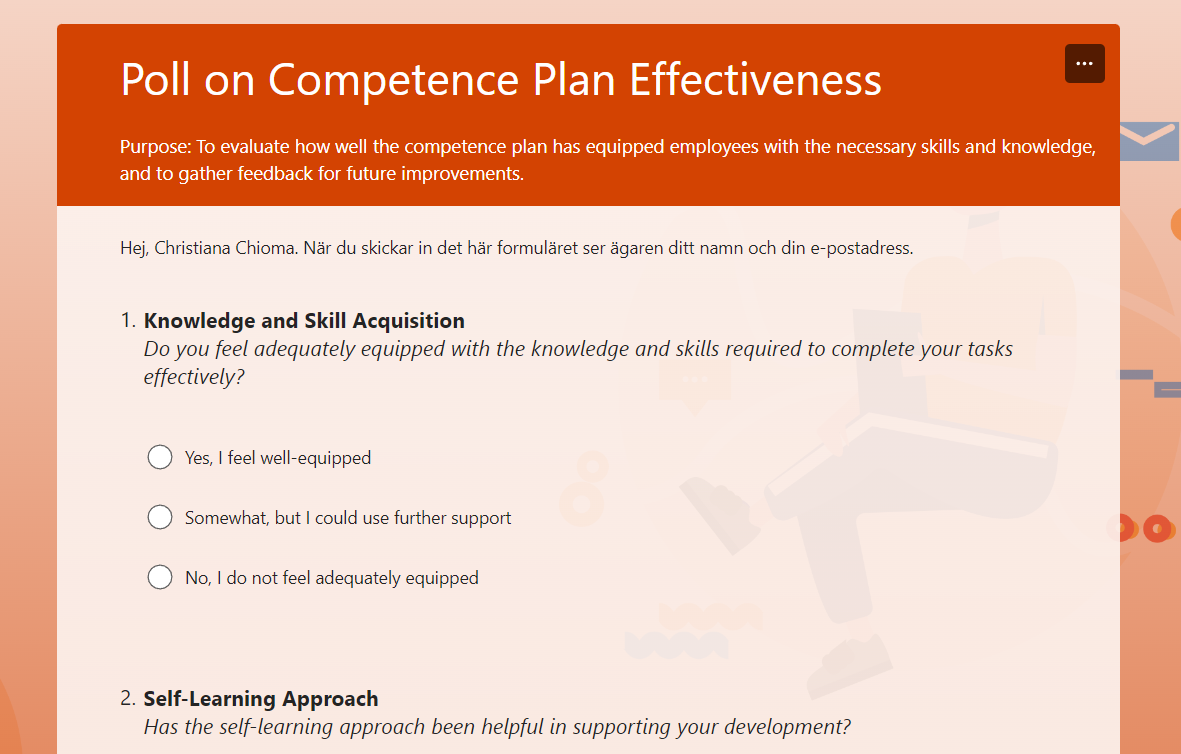 Poll on Competence Plan Effectiveness
...
Purpose: To evaluate how well the competence plan has equipped employees with the necessary skills and knowledge,
and to gather feedback for future improvements.
Hej, Christiana Chioma. När du skickar in det här formuläret ser ägaren ditt namn och din e-postadress.
1. Knowledge and Skill Acquisition
Do you feel adequately equipped with the knowledge and skills required to complete your tasks
effectively?
Yes, I feel well-equipped
Somewhat, but I could use further support
No, I do not feel adequately equipped
2. Self-Learning Approach
Has the self-learning approach been helpful in supporting your development?